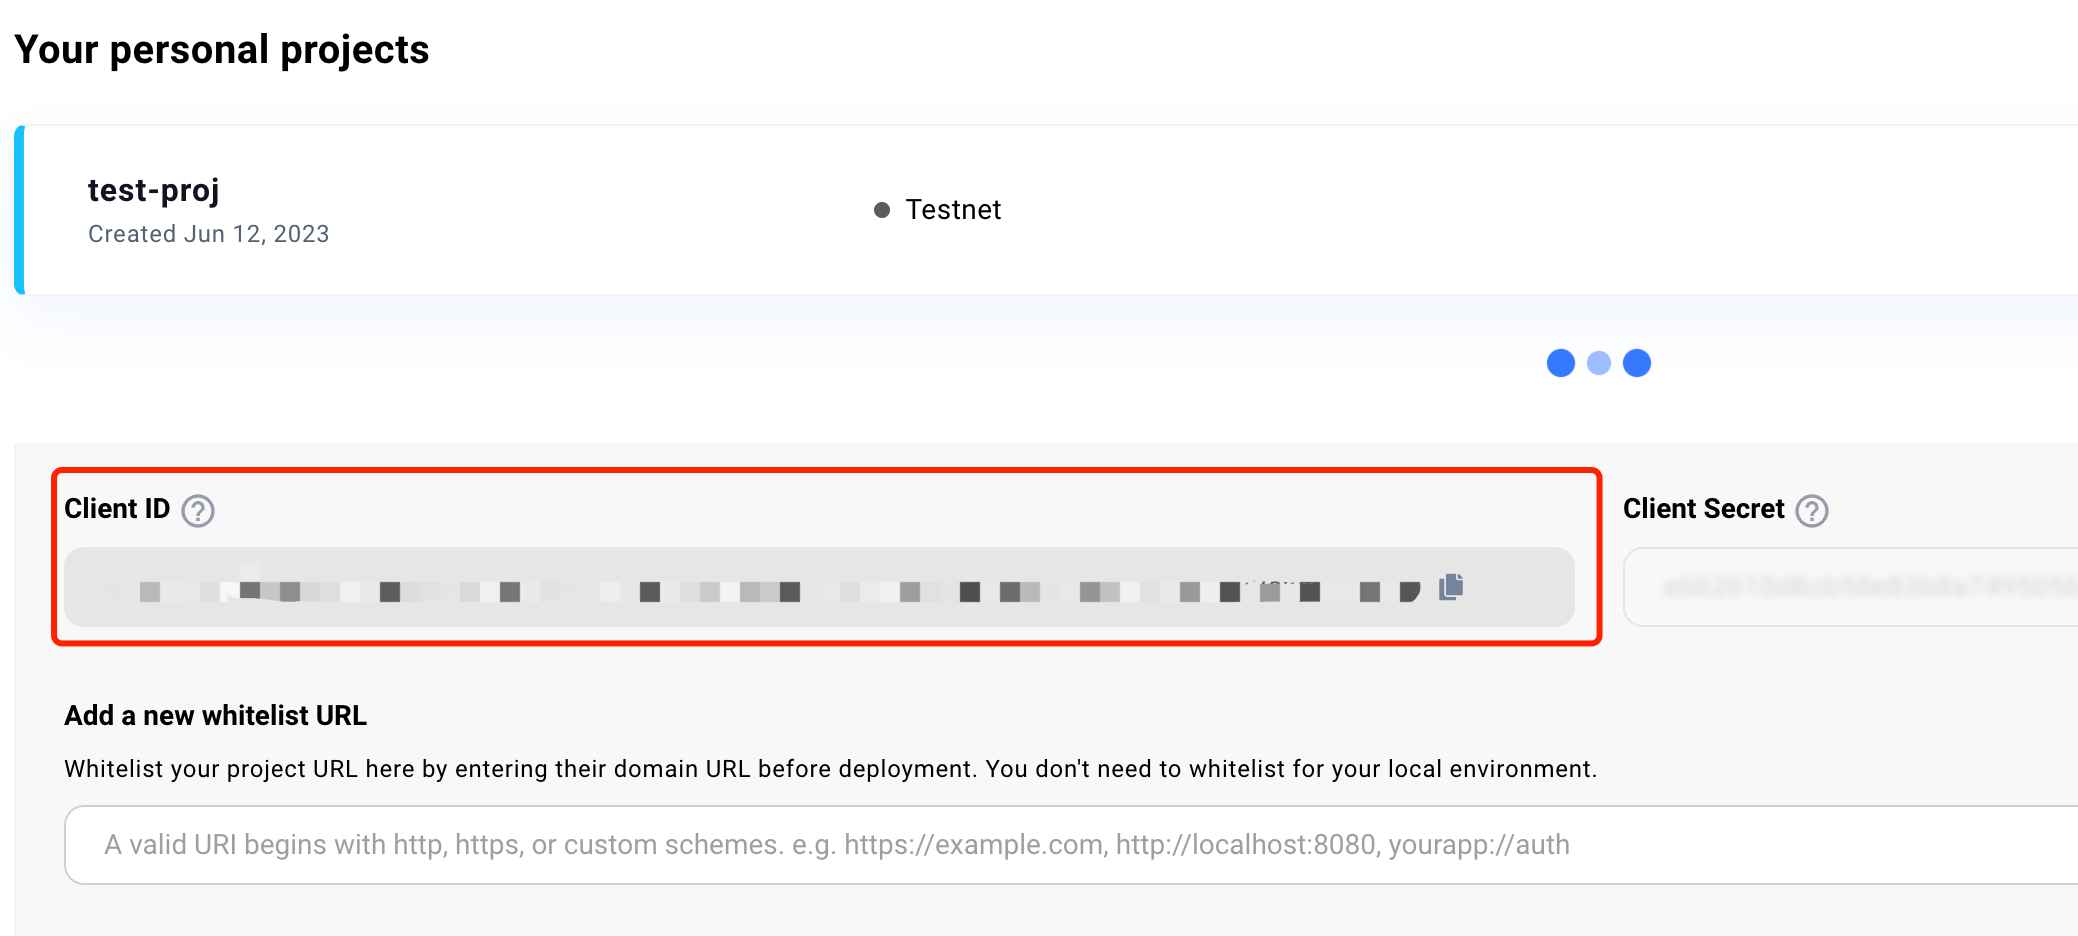 Your personal projects
test-proj
Created Jun 12, 2023
Testnet
Client ID
Client Secret
Add a new whitelist URL
Whitelist your project URL here by entering their domain URL before deployment. You don't need to whitelist for your local environment.
A valid URI begins with http, https, or custom schemes. e.g. https://example.com, http://localhost:8080, yourapp://auth